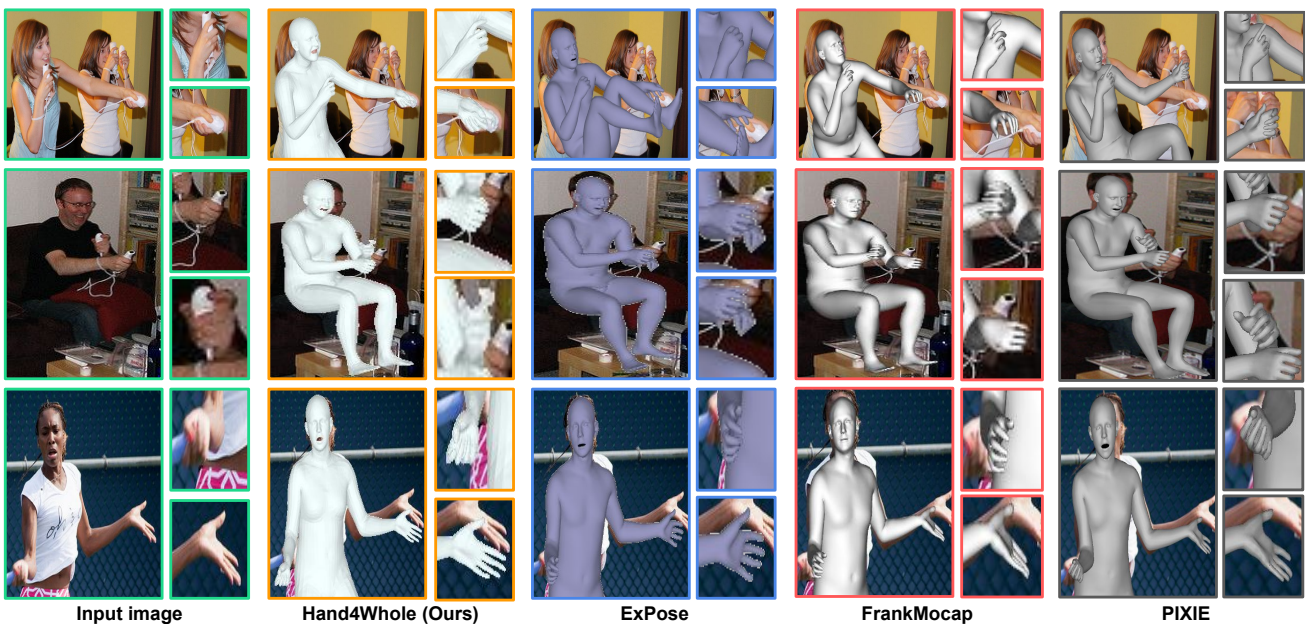 Input image
Hand4Whole (Ours)
ExPose
FrankMocap
PIXIE